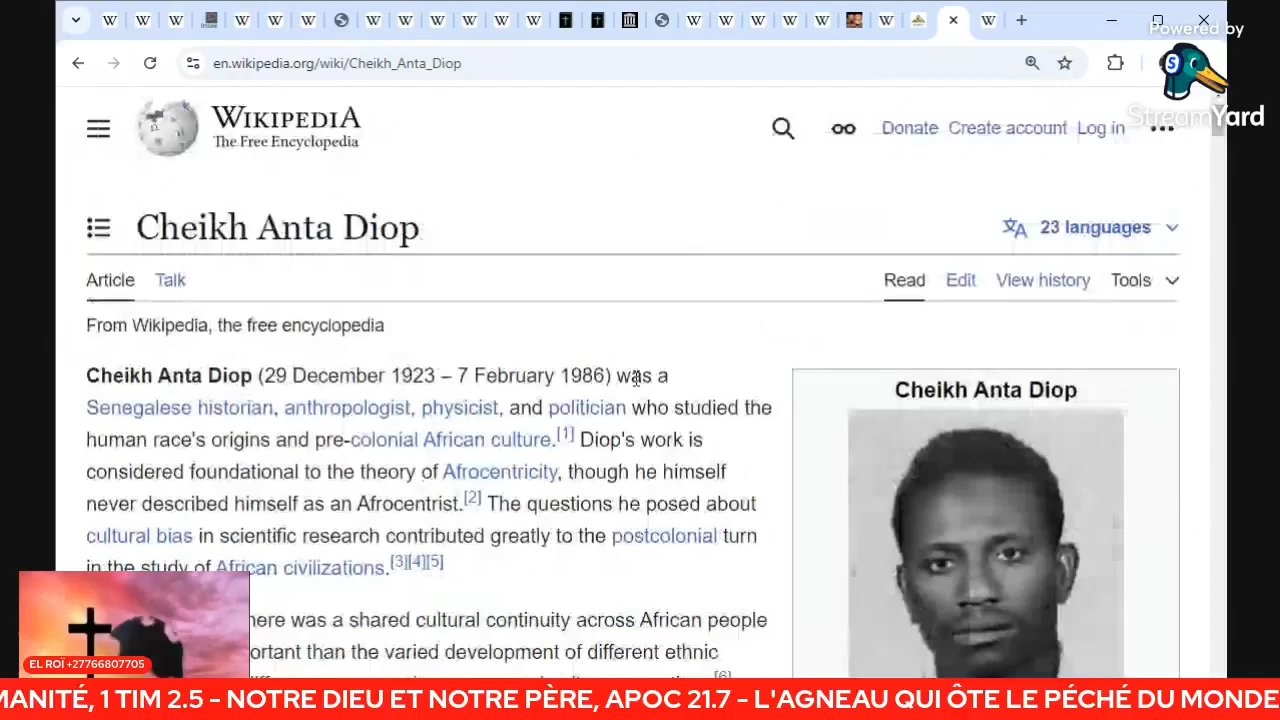 Powered by
StreamYard
en.wikipedia.org/wiki/Cheikh_Anta_Diop
WIKIPEDIA
The Free Encyclopedia
Donate Create account Log in
Cheikh Anta Diop
23 languages
Article Talk
Read Edit View history Tools
From Wikipedia, the free encyclopedia
Cheikh Anta Diop (29 December 1923 – 7 February 1986) was a
Senegalese historian, anthropologist, physicist, and politician who studied the
human race's origins and pre-colonial African culture.[1] Diop's work is
considered foundational to the theory of Afrocentricity, though he himself
never described himself as an Afrocentrist.[2] The questions he posed about
cultural bias in scientific research contributed greatly to the postcolonial turn
in the study of African civilizations.[3][4][5]
here was a shared cultural continuity across African people
ortant than the varied development of different ethnic
Cheikh Anta Diop
EL ROÏ +27766807705
MANITÉ, 1 TIM 2.5 - NOTRE DIEU ET NOTRE PÈRE, APOC 21.7 - L'AGNEAU QUI ÔTE LE PÉCHÉ DU MONDE